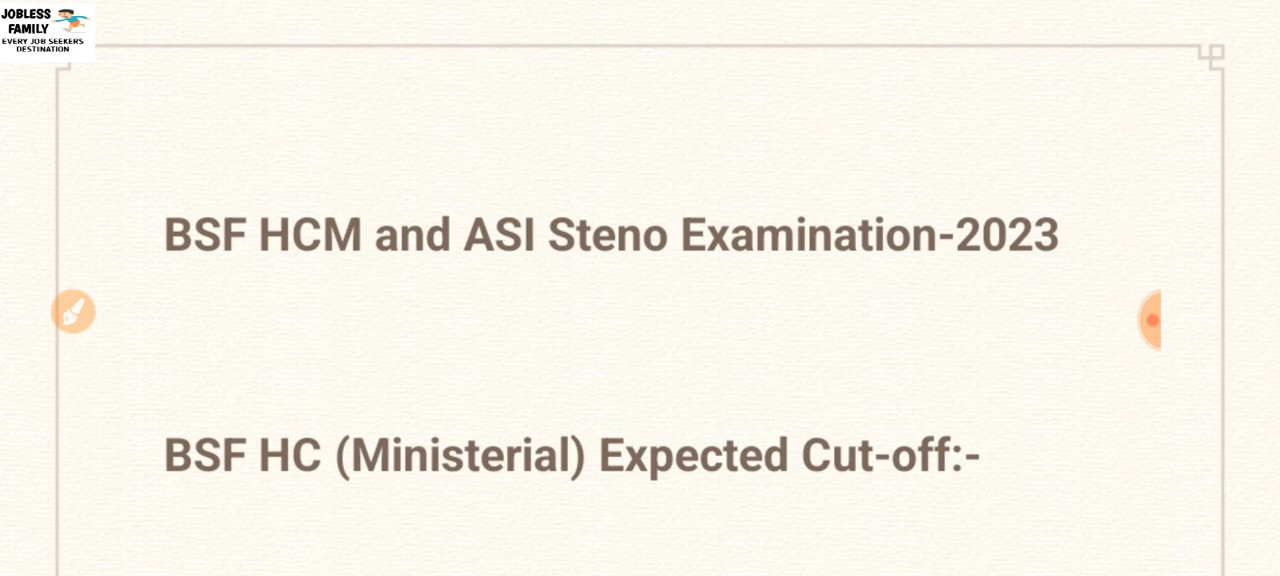 JOBLESS
FAMILY
EVERY JOB SEEKERS
DESTINATION
BSF HCM and ASI Steno Examination-2023
BSF HC (Ministerial) Expected Cut-off:-